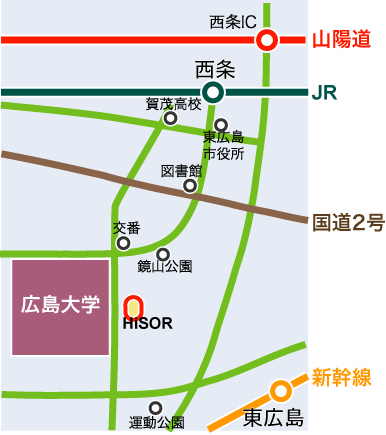 西条IC
山陽道
西条
JR
賀茂高校
東広島
市役所
図書館
国道2号
交番
鏡山公園
広島大学
HiSOR
新幹線
東広島
運動公園